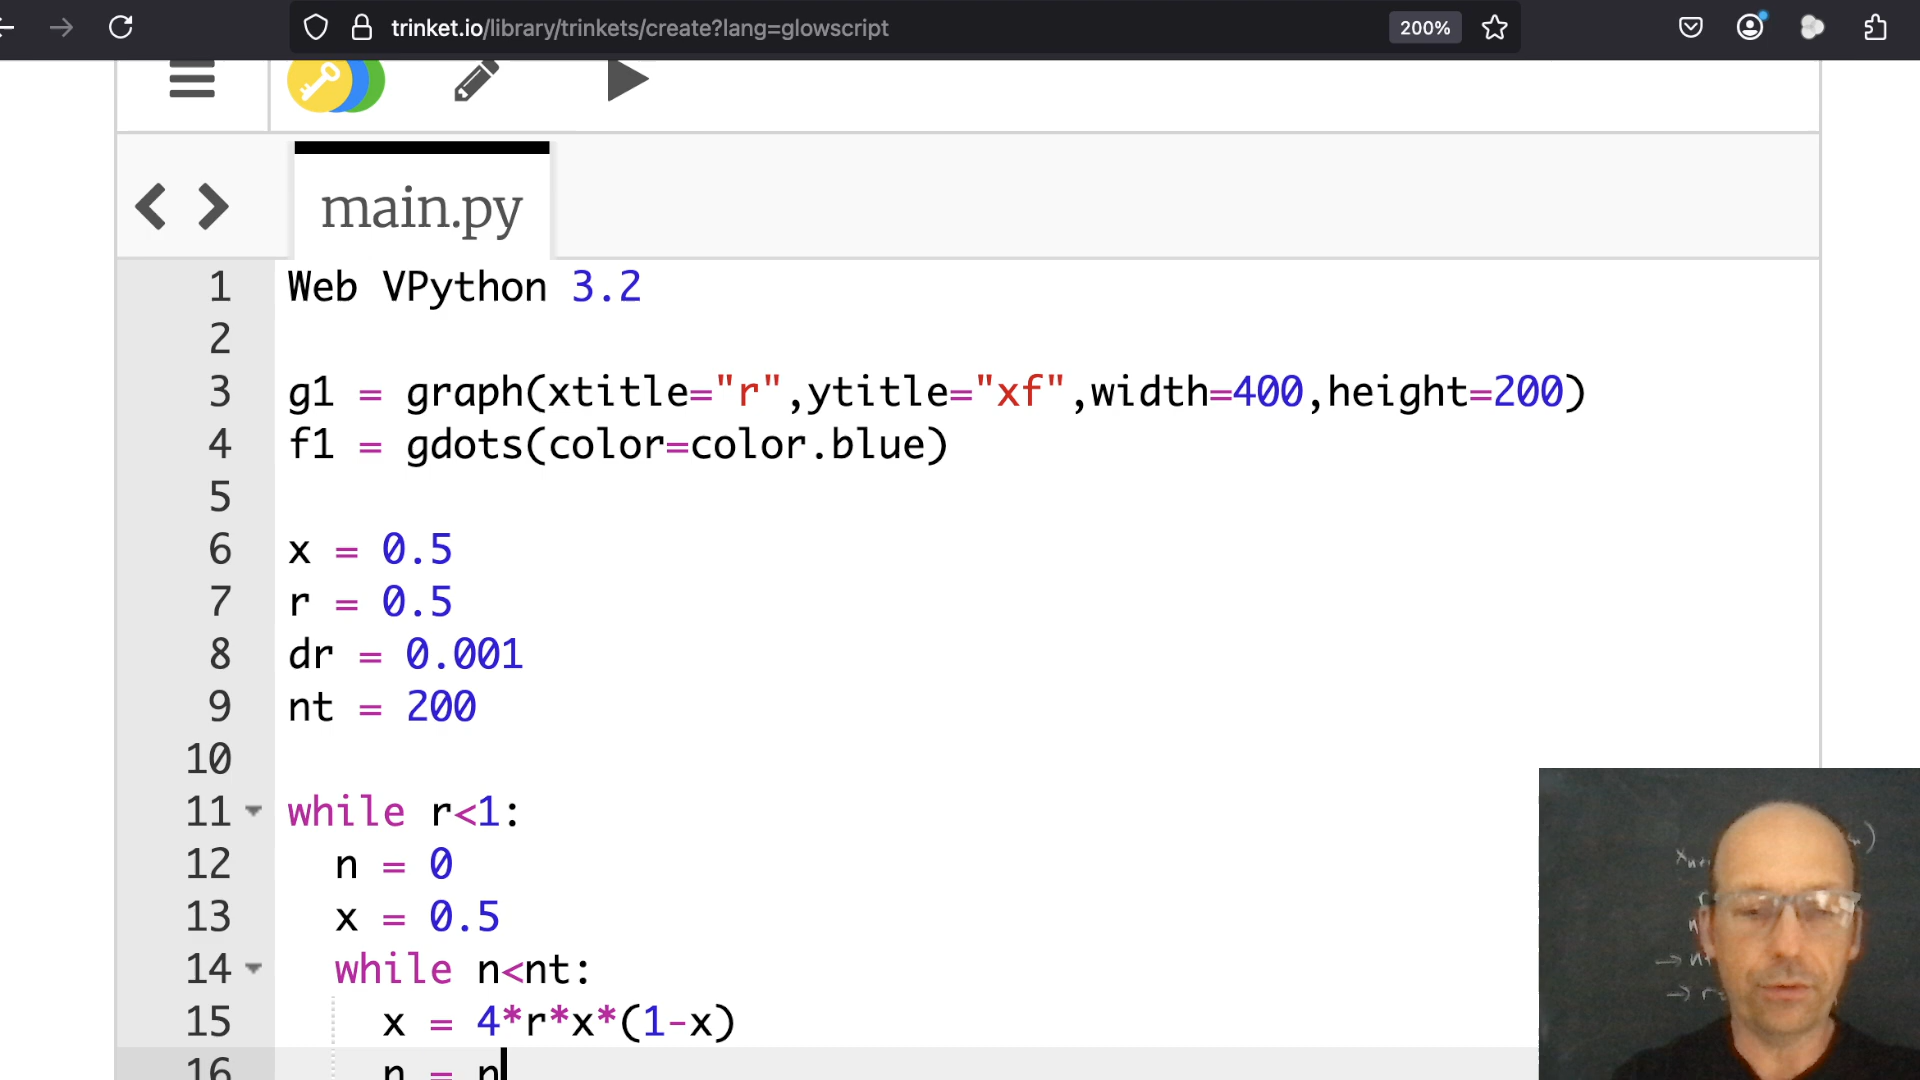 trinket.io/library/trinkets/create?lang=glowscript
200%
main.py
1 Web VPython 3.2
2
3 g1 = graph(xtitle="r",ytitle="xf",width=400,height=200)
4 f1 = gdots(color=color.blue)
5
6 x = 0.5
7 r = 0.5
8 dr = 0.001
9 nt = 200
10
11 while r<1:
12 n = 0
13 x = 0.5
14 while n<nt:
15 x = 4*r*x*(1-x)
16 n = n